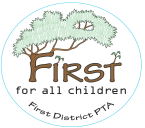 FiRST
for all children
First District PTA